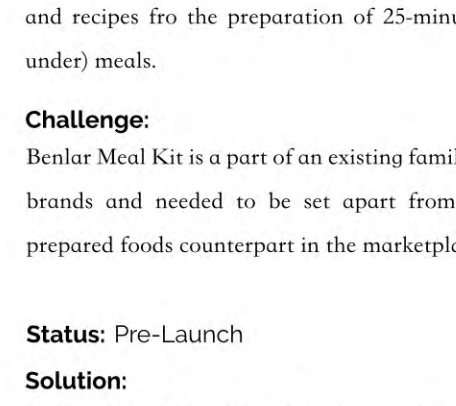 and recipes fro the preparation of 25-minu
under) meals.
Challenge:
Benlar Meal Kit is a part of an existing famil
brands and needed to be set apart from
prepared foods counterpart in the marketpla
Status: Pre-Launch
Solution: